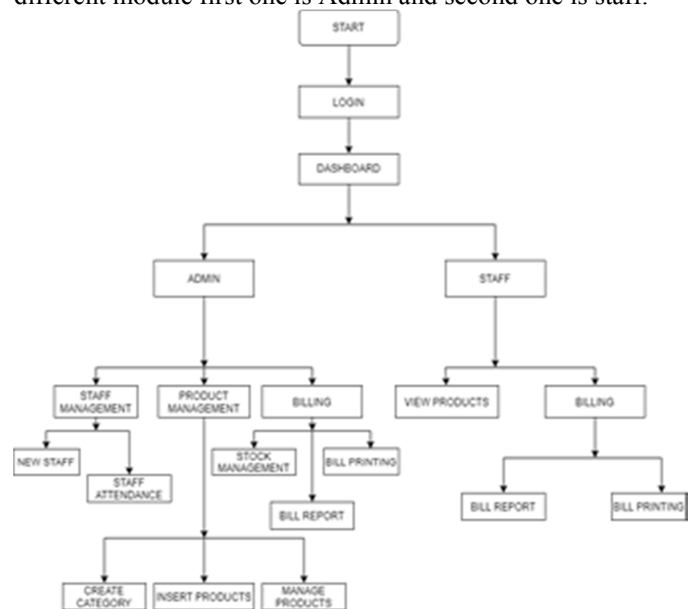 different module first one is Admin and second one is staff.
START
LOGIN
DASHBOARD
ADMIN
STAFF
STAFF
MANAGEMENT
PRODUCT
MANAGEMENT
BILLING
VIEW PRODUCTS
BILLING
NEW STAFF
STAFF
ATTENDANCE
STOCK
MANAGEMENT
BILL PRINTING
BILL REPORT
BILL REPORT
BILL PRINTING
CREATE
CATEGORY
INSERT PRODUCTS
MANAGE
PRODUCTS